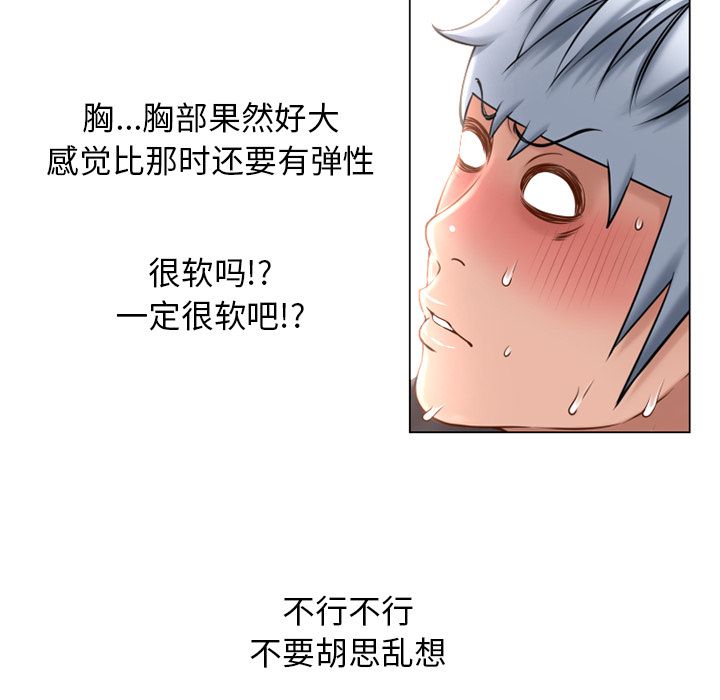 胸...胸部果然好大
感觉比那时还要有弹性
很软吗!?
一定很软吧!?
不行不行
不要胡思乱想